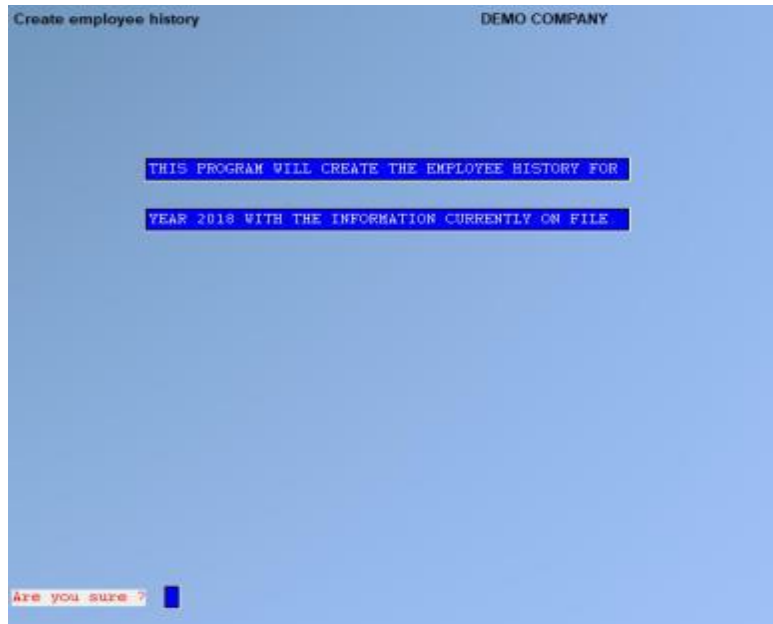 Create employee history DEMO COMPANY
THIS PROGRAM WILL CREATE THE EMPLOYEE HISTORY FOR
YEAR 2018 WITH THE INFORMATION CURRENTLY ON FILE
Are you sure ?